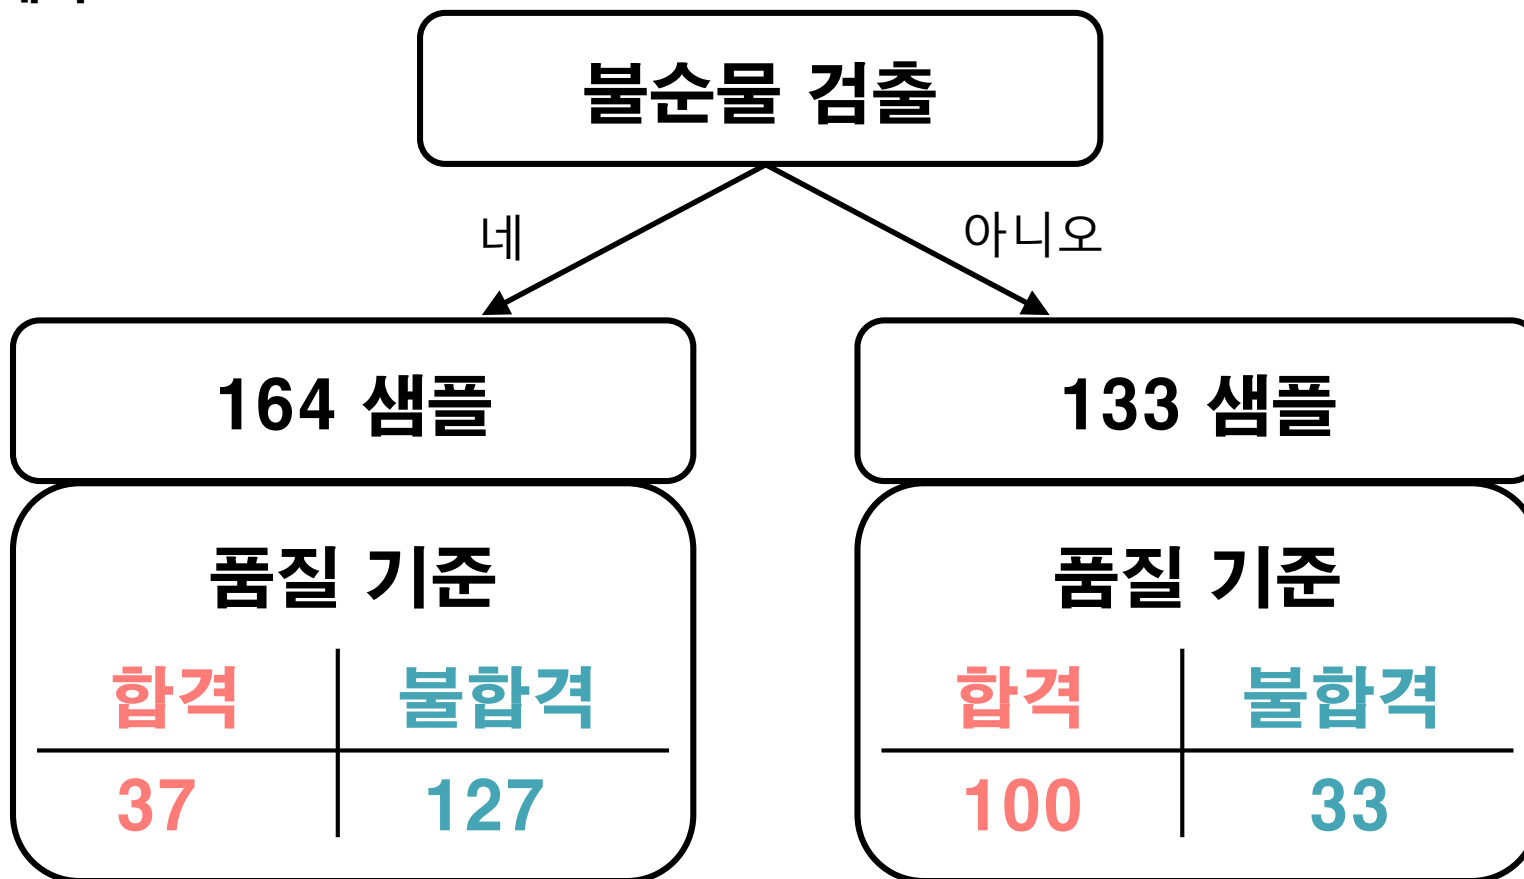 불순물 검출
네
아니오
164 샘플
133 샘플
품질 기준
품질 기준
합격 불합격
합격 불합격
37 127
100 33